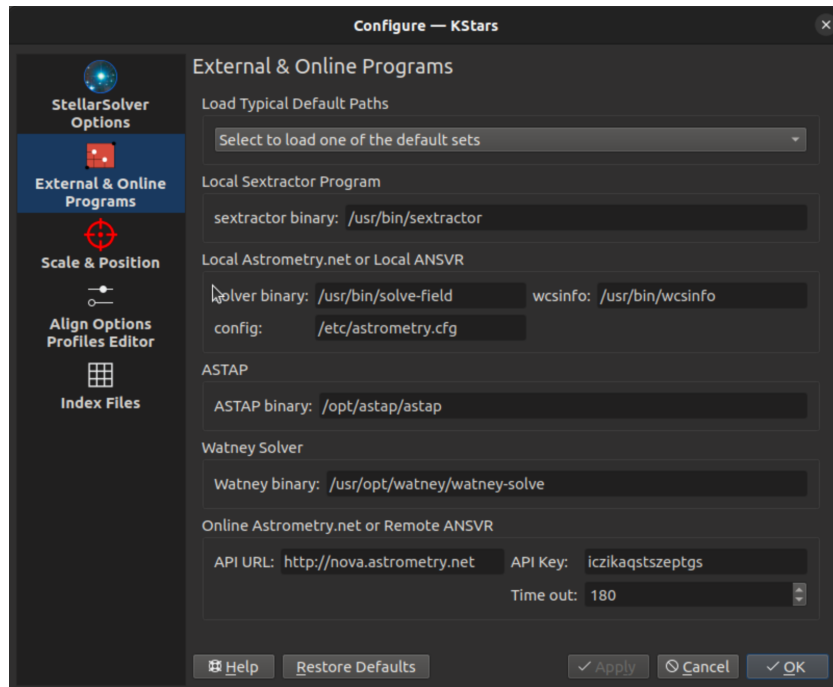 Configure — KStars
StellarSolver
Options
External & Online
Programs
Scale & Position
Align Options
Profiles Editor
Index Files
External & Online Programs
Load Typical Default Paths
Select to load one of the default sets
Local Sextractor Program
sextractor binary: /usr/bin/sextractor
Local Astrometry.net or Local ANSVR
solver binary: /usr/bin/solve-field wcsinfo: /usr/bin/wcsinfo
config: /etc/astrometry.cfg
ASTAP
ASTAP binary: /opt/astap/astap
Watney Solver
Watney binary: /usr/opt/watney/watney-solve
Online Astrometry.net or Remote ANSVR
API URL: http://nova.astrometry.net API Key: iczikaqstszeptgs
Time out: 180
Help Restore Defaults Apply Cancel OK